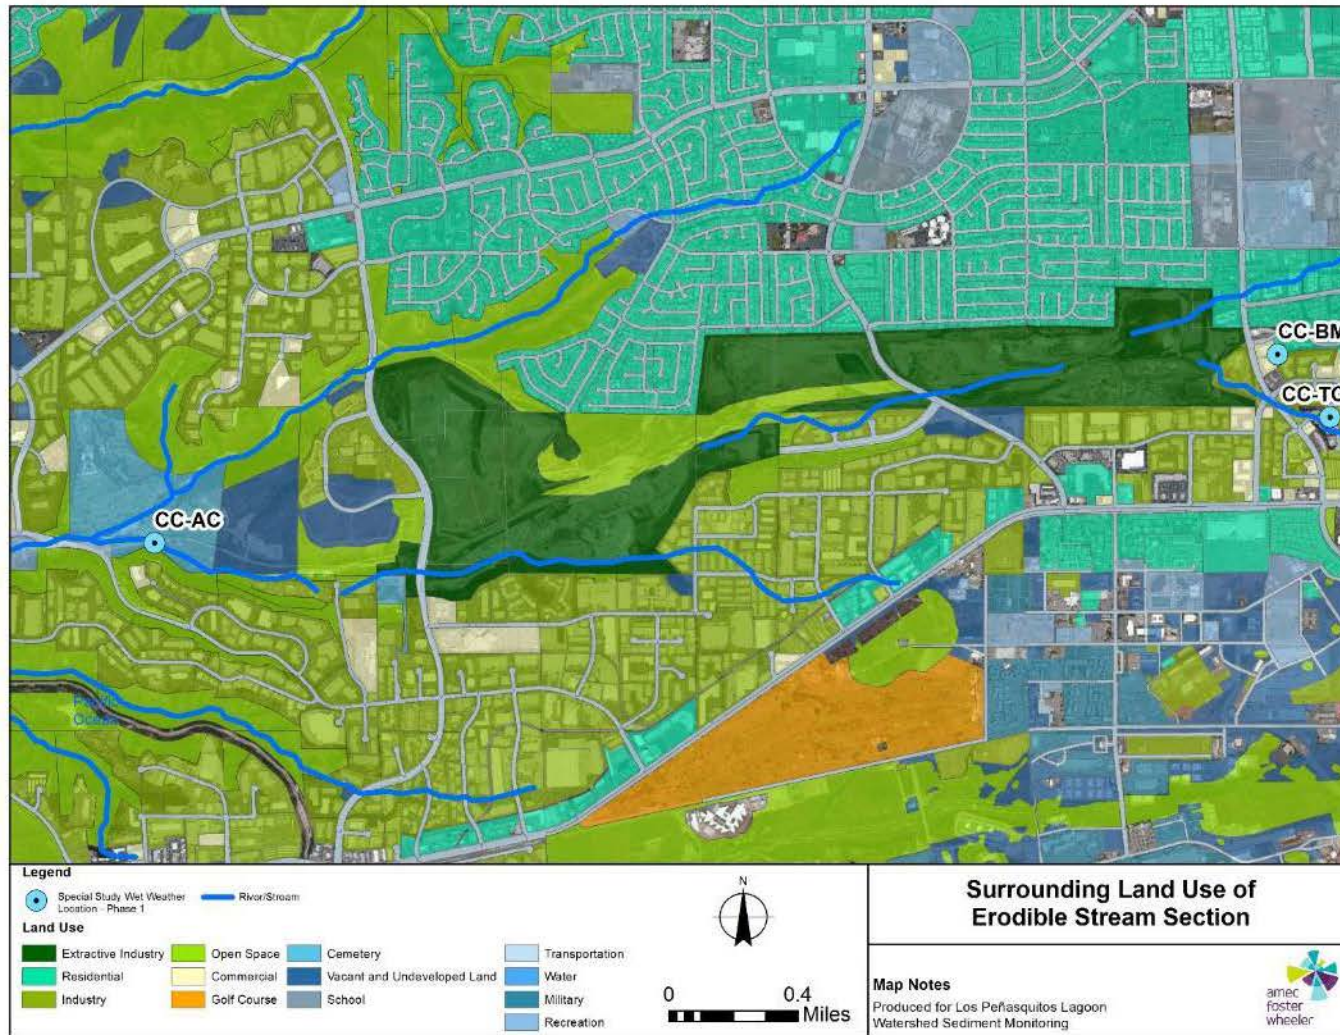 CC-BM
CC-TC
CC-AC
Pacific
Ocean
Legend
Special Study Wet Weather
Location - Phase 1
River/Stream
Land Use
Extractive Industry
Open Space
Cemetery
Transportation
Residential
Commercial
Vacant and Undeveloped Land
Water
Industry
Golf Course
School
Military
Recreation
N
0 0.4
Miles
Surrounding Land Use of
Erodible Stream Section
Map Notes
Produced for Los Peñasquitos Lagoon
Watershed Sediment Monitoring
amec
foster
wheeler